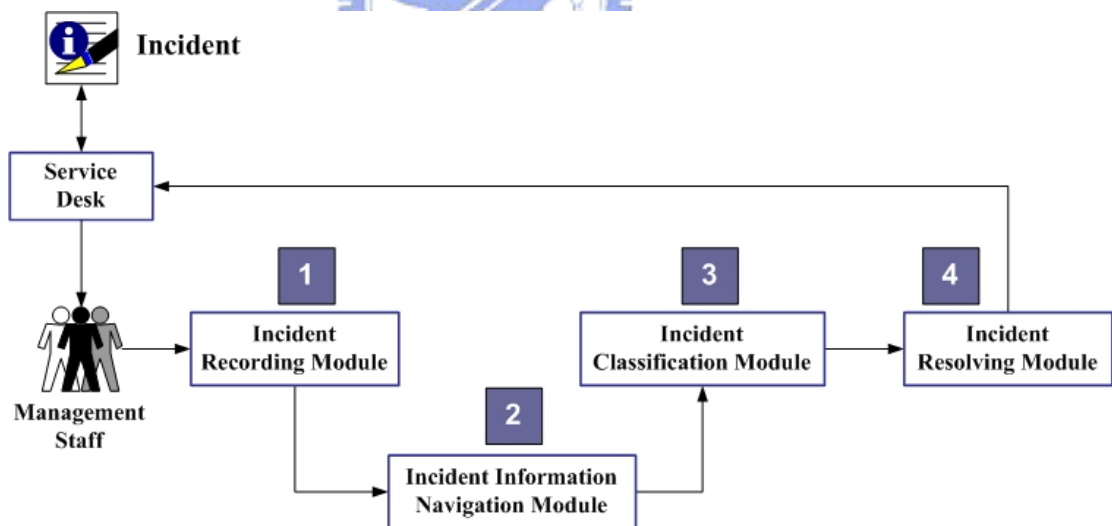 Incident
Service
Desk
Management
Staff
1
Incident
Recording Module
2
Incident Information
Navigation Module
3
Incident
Classification Module
4
Incident
Resolving Module